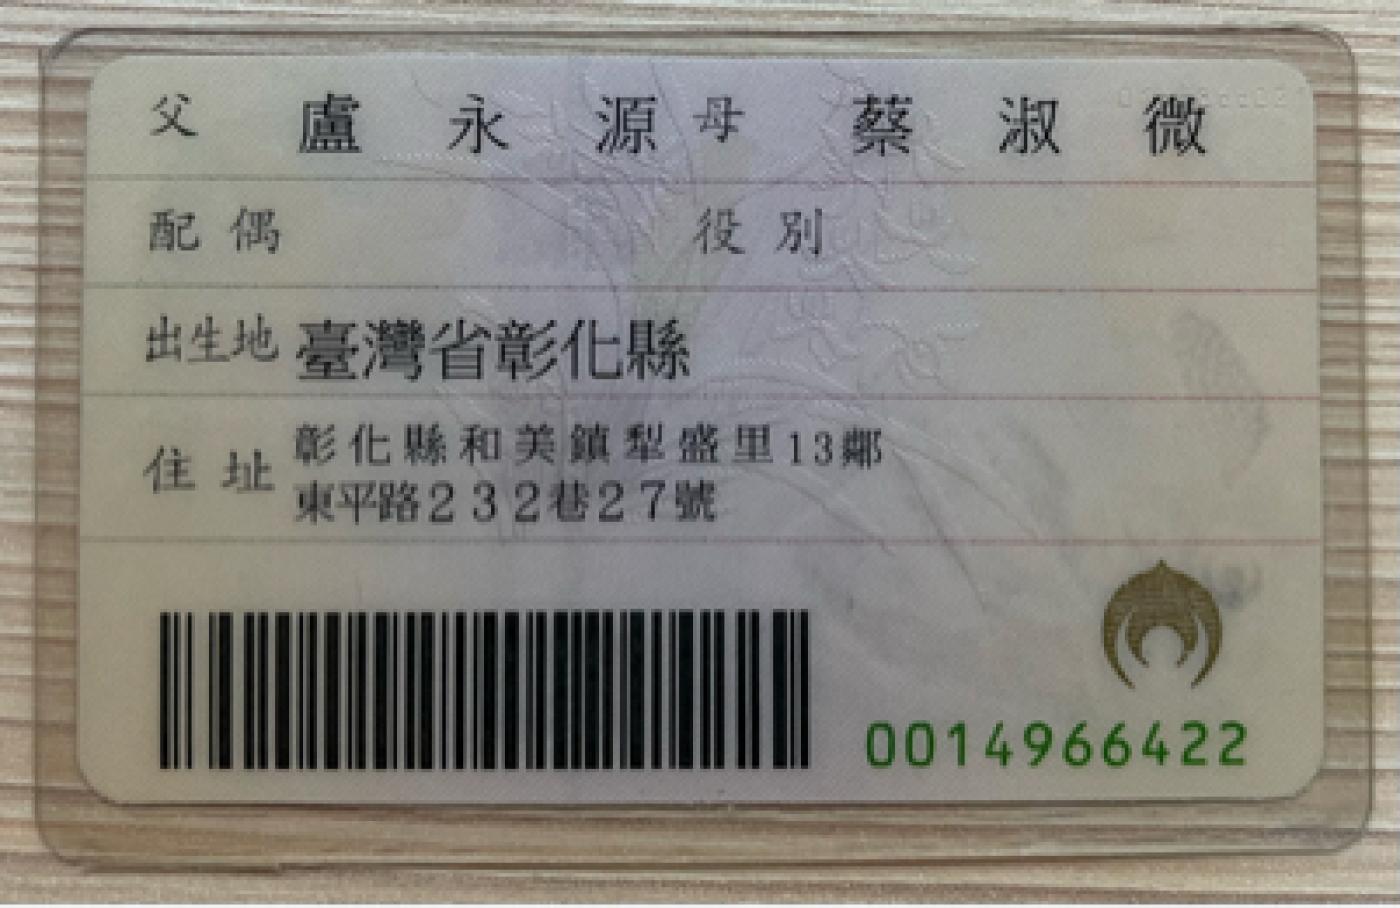 父 盧永源 母 蔡淑微
配偶 役別
出生地 臺灣省彰化縣
住址 彰化縣和美鎮犁盛里13鄰
東平路232巷27號
0014966422